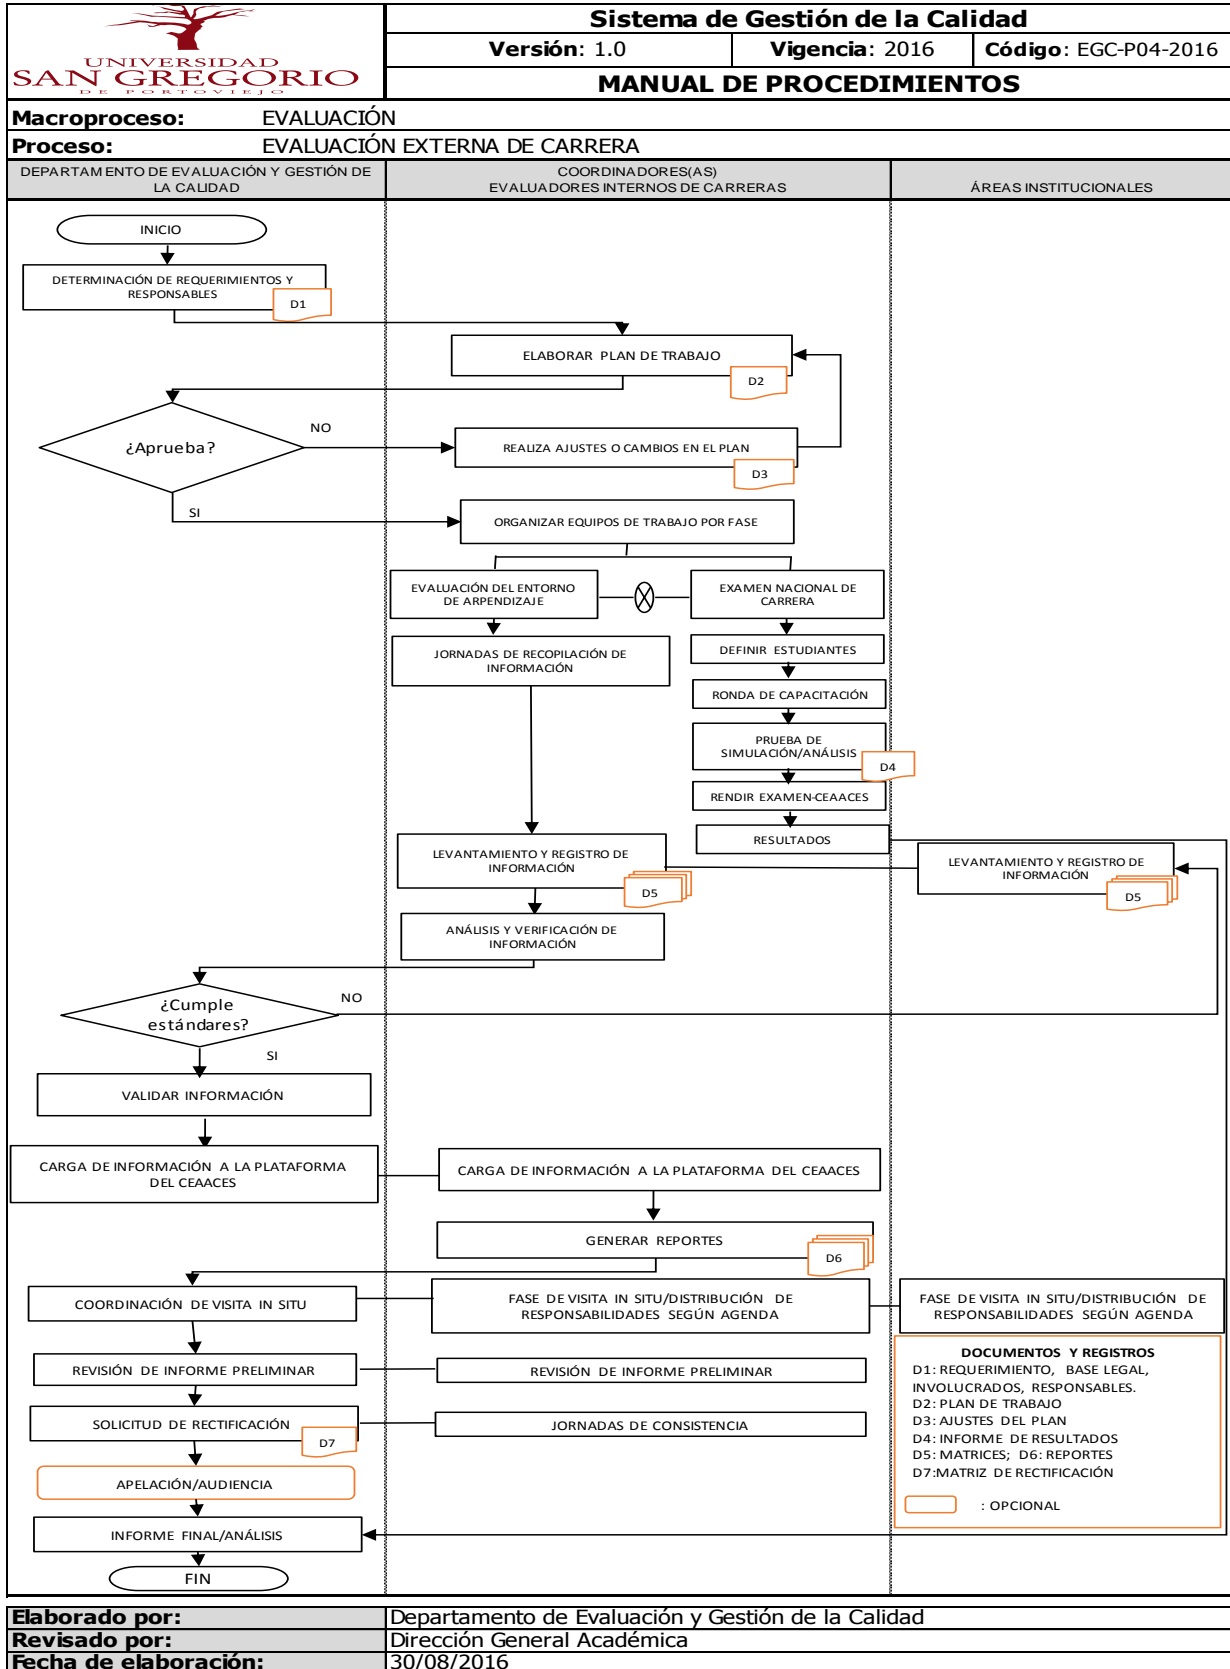 UNIVERSIDAD
SAN GREGORIO
DE PORTOVIEJO
Sistema de Gestión de la Calidad
Versión: 1.0
Vigencia: 2016
Código: EGC-P04-2016
MANUAL DE PROCEDIMIENTOS
Macroproceso: EVALUACIÓN
Proceso: EVALUACIÓN EXTERNA DE CARRERA
DEPARTAMENTO DE EVALUACIÓN Y GESTIÓN DE
LA CALIDAD
COORDINADORES(AS)
EVALUADORES INTERNOS DE CARRERAS
ÁREAS INSTITUCIONALES
INICIO
DETERMINACIÓN DE REQUERIMIENTOS Y
RESPONSABLES
D1
ELABORAR PLAN DE TRABAJO
D2
¿Aprueba?
NO
REALIZA AJUSTES O CAMBIOS EN EL PLAN
D3
SI
ORGANIZAR EQUIPOS DE TRABAJO POR FASE
EVALUACIÓN DEL ENTORNO
DE ARPENDIZAJE
EXAMEN NACIONAL DE
CARRERA
JORNADAS DE RECOPILACIÓN DE
INFORMACIÓN
DEFINIR ESTUDIANTES
RONDA DE CAPACITACIÓN
PRUEBA DE
SIMULACIÓN/ANÁLISIS
D4
RENDIR EXAMEN-CEAACES
RESULTADOS
LEVANTAMIENTO Y REGISTRO DE
INFORMACIÓN
D5
LEVANTAMIENTO Y REGISTRO DE
INFORMACIÓN
D5
ANÁLISIS Y VERIFICACIÓN DE
INFORMACIÓN
¿Cumple
estándares?
NO
SI
VALIDAR INFORMACIÓN
CARGA DE INFORMACIÓN A LA PLATAFORMA
DEL CEAACES
CARGA DE INFORMACIÓN A LA PLATAFORMA DEL CEAACES
GENERAR REPORTES
D6
COORDINACIÓN DE VISITA IN SITU
FASE DE VISITA IN SITU/DISTRIBUCIÓN DE
RESPONSABILIDADES SEGÚN AGENDA
FASE DE VISITA IN SITU/DISTRIBUCIÓN DE
RESPONSABILIDADES SEGÚN AGENDA
REVISIÓN DE INFORME PRELIMINAR
REVISIÓN DE INFORME PRELIMINAR
SOLICITUD DE RECTIFICACIÓN
D7
JORNADAS DE CONSISTENCIA
APELACIÓN/AUDIENCIA
INFORME FINAL/ANÁLISIS
FIN
DOCUMENTOS Y REGISTROS
D1: REQUERIMIENTO, BASE LEGAL,
INVOLUCRADOS, RESPONSABLES.
D2: PLAN DE TRABAJO
D3: AJUSTES DEL PLAN
D4: INFORME DE RESULTADOS
D5: MATRICES; D6: REPORTES
D7:MATRIZ DE RECTIFICACIÓN
: OPCIONAL
Elaborado por: Departamento de Evaluación y Gestión de la Calidad
Revisado por: Dirección General Académica
Fecha de elaboración: 30/08/2016